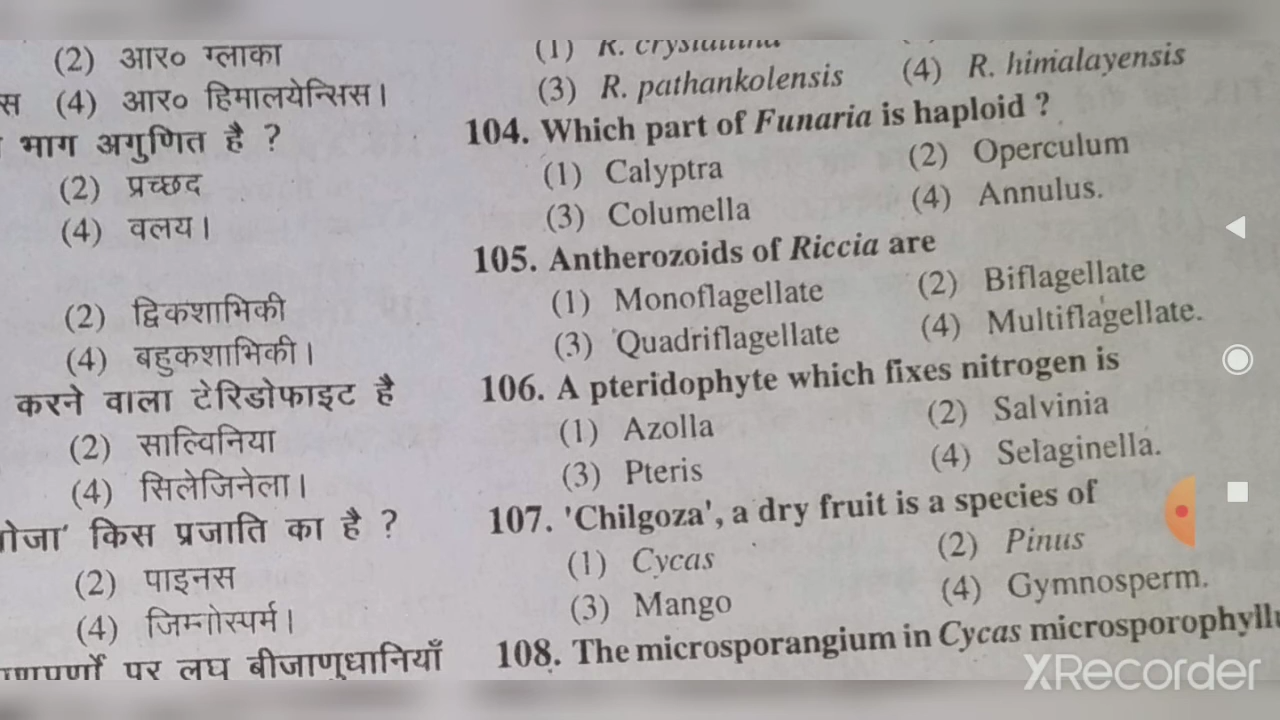 (2) आर० ग्लाका
स (4) आर० हिमालयेन्सिस।
भाग अगुणित है ?
(2) प्रच्छद
(4) वलय।
(2) द्विकशाभिकी
(4) बहुकशाभिकी।
करने वाला टेरिडोफाइट है
(2) साल्विनिया
(4) सिलेजिनेला।
किस प्रजाति का है ?
(2) पाइनस
(4) जिम्नोस्पर्म।
पर लघु बीजाणुधानियाँ
(1) R.
(3) R. pathankolensis (4) R. himalayensis
104. Which part of Funaria is haploid ?
(1) Calyptra (2) Operculum
(3) Columella (4) Annulus.
105. Antherozoids of Riccia are
(1) Monoflagellate (2) Biflagellate
(3) Quadriflagellate (4) Multiflagellate.
106. A pteridophyte which fixes nitrogen is
(1) Azolla (2) Salvinia
(3) Pteris (4) Selaginella.
107. 'Chilgoza', a dry fruit is a species of
(1) Cycas (2) Pinus
(3) Mango (4) Gymnosperm.
108. The microsporangium in Cycas microsporophyll
XRecorder